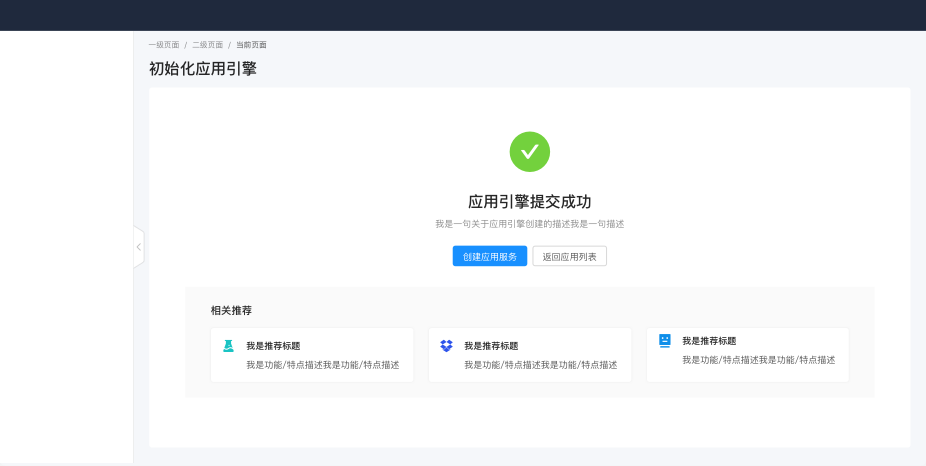 一级页面 / 二级页面 / 当前页面
初始化应用引擎
应用引擎提交成功
我是一句关于应用引擎创建的描述我是一句描述
创建应用服务 返回应用列表
相关推荐
我是推荐标题
我是功能/特点描述我是功能/特点描述
我是推荐标题
我是功能/特点描述我是功能/特点描述
我是推荐标题
我是功能/特点描述我是功能/特点描述